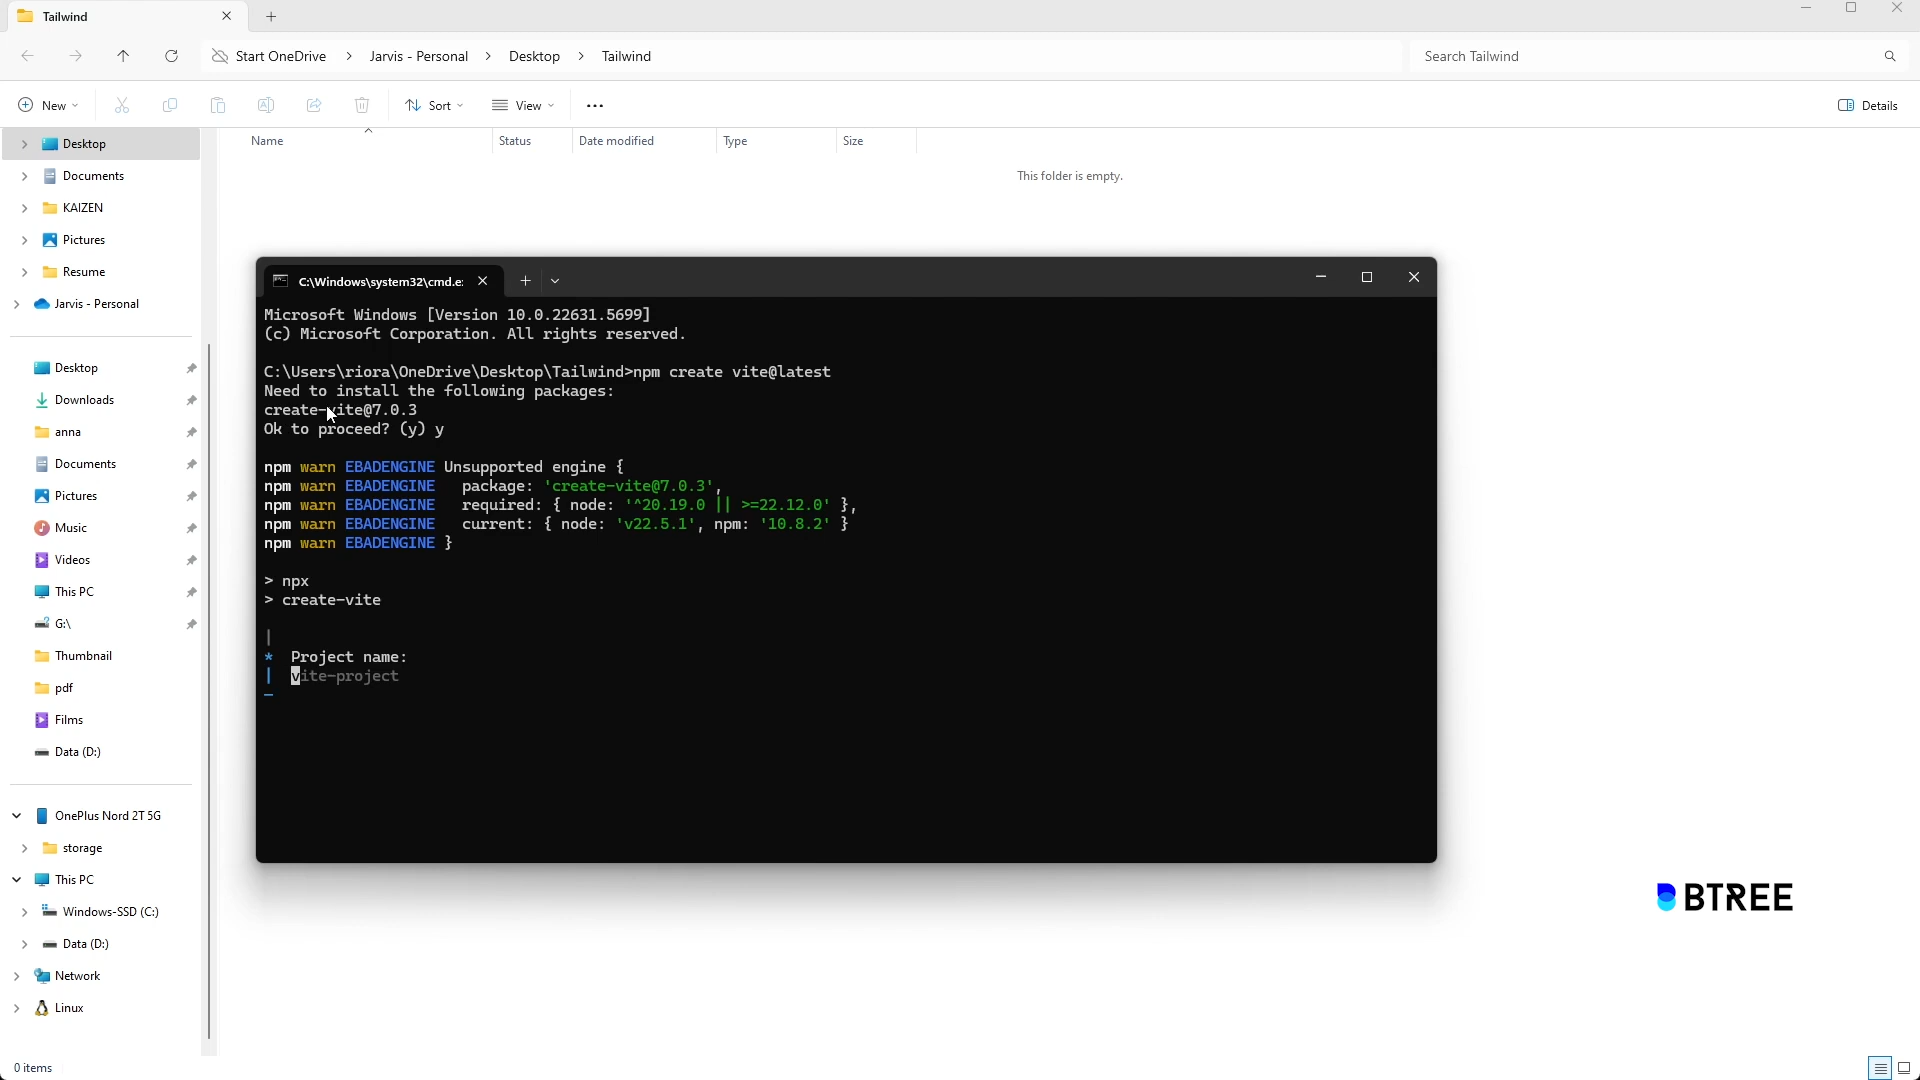 Tailwind
Start OneDrive > Jarvis - Personal > Desktop > Tailwind
Search Tailwind
New
Sort
View
Details
Name
Status
Date modified
Type
Size
This folder is empty.
Desktop
Documents
KAIZEN
Pictures
Resume
Jarvis - Personal
Desktop
Downloads
anna
Documents
Pictures
Music
Videos
This PC
G:\
Thumbnail
pdf
Films
Data (D:)
OnePlus Nord 2T 5G
storage
This PC
Windows-SSD (C:)
Data (D:)
Network
Linux
0 items
C:\Windows\system32\cmd.e:
Microsoft Windows [Version 10.0.22631.5699]
(c) Microsoft Corporation. All rights reserved.
C:\Users\riora\OneDrive\Desktop\Tailwind>npm create vite@latest
Need to install the following packages:
create-vite@7.0.3
Ok to proceed? (y) y
npm warn EBADENGINE Unsupported engine {
npm warn EBADENGINE   package: 'create-vite@7.0.3',
npm warn EBADENGINE   required: { node: '^20.19.0 || >=22.12.0' },
npm warn EBADENGINE   current: { node: 'v22.5.1', npm: '10.8.2' }
npm warn EBADENGINE }
> npx
> create-vite
|
*  Project name:
|  vite-project
—
BTREE